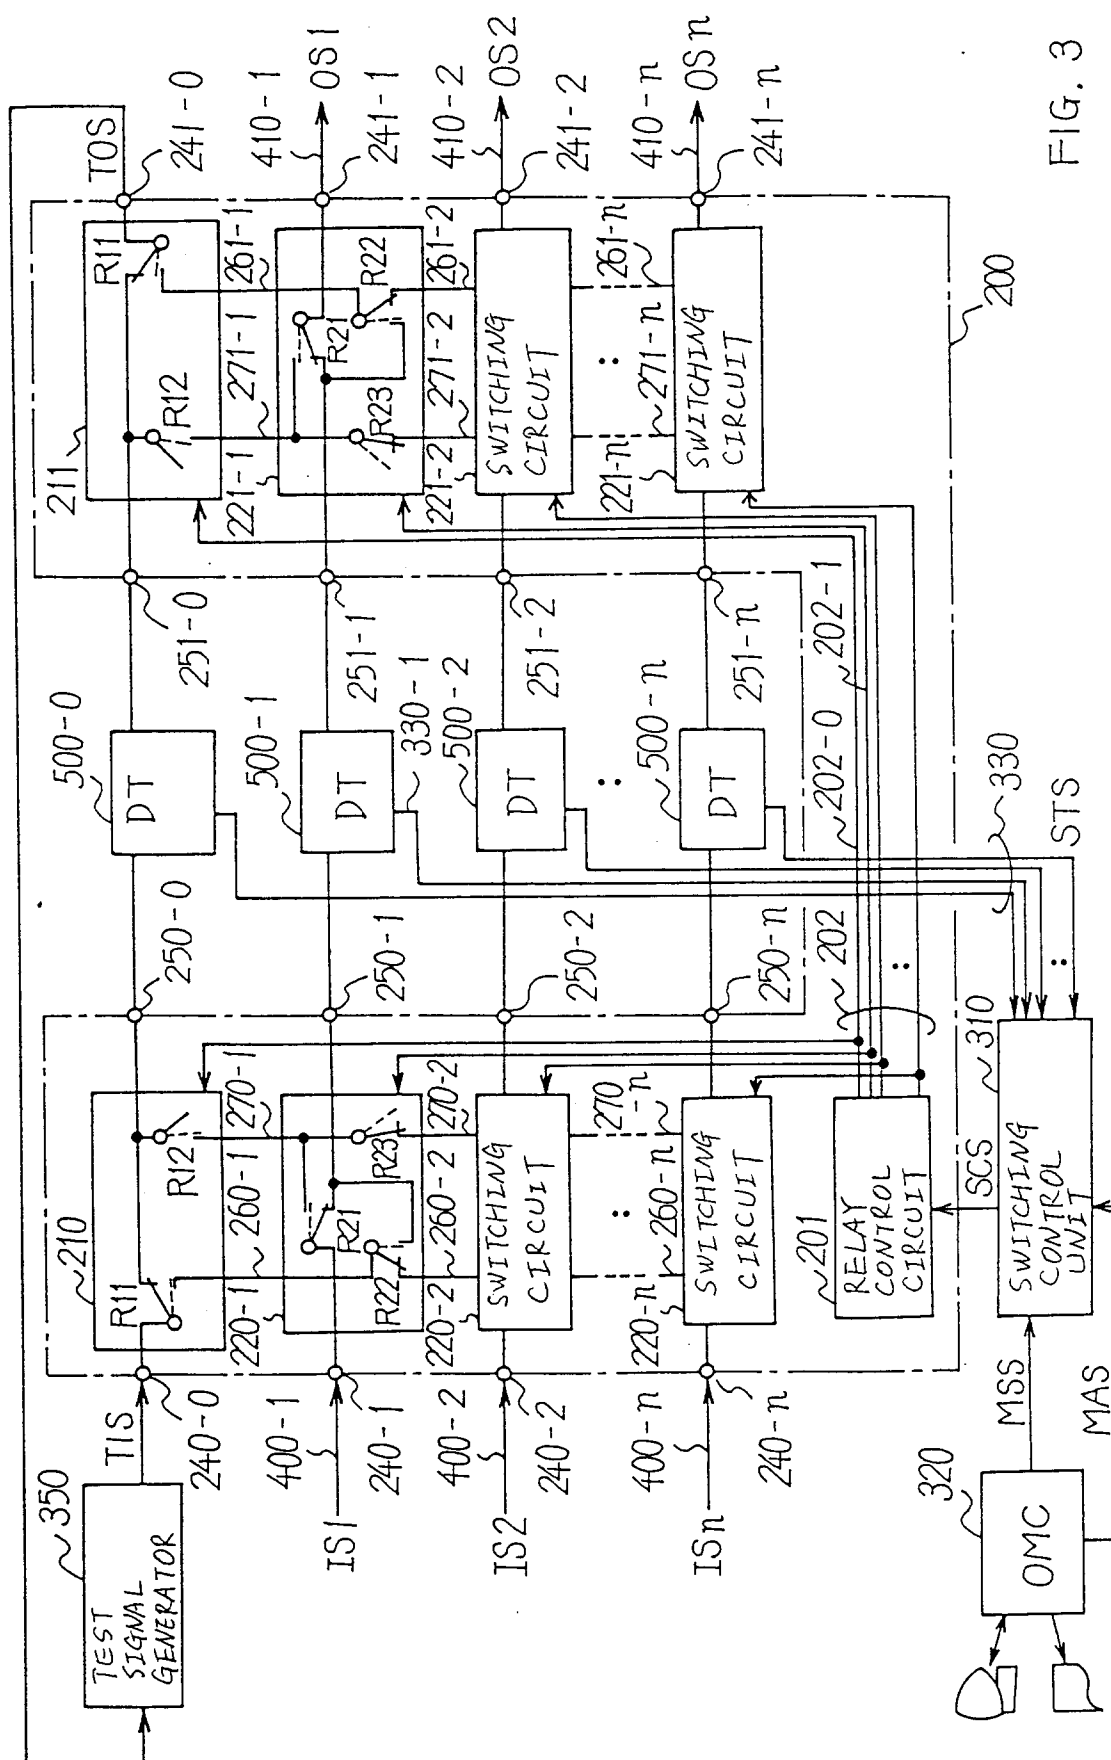 TEST
SIGNAL
GENERATOR
350
TIS
240-0
210
R11
R12
250-0
500-0
DT
251-0
211
R12
R11
TOS
241-0
260-1
270-1
271-1
261-1
220-1
400-1
IS1
240-1
R21
R22
R23
250-1
500-1
DT
330-1
251-1
221-1
R21
R22
R23
410-1
OS1
241-1
260-2
270-2
271-2
261-2
220-2
400-2
IS2
240-2
SWITCHING
CIRCUIT
250-2
500-2
DT
251-2
221-2
SWITCHING
CIRCUIT
410-2
OS2
241-2
:
260-n
270
-n
:
271-n
:
261-n
220-n
400-n
ISn
240-n
SWITCHING
CIRCUIT
250-n
500-n
DT
251-n
221-n
SWITCHING
CIRCUIT
410-n
OSn
241-n
201
RELAY
CONTROL
CIRCUIT
202
:
202-0
202-1
200
SCS
320
OMC
MSS
MAS
SWITCHING
CONTROL
UNIT
310
:
330
STS
FIG. 3